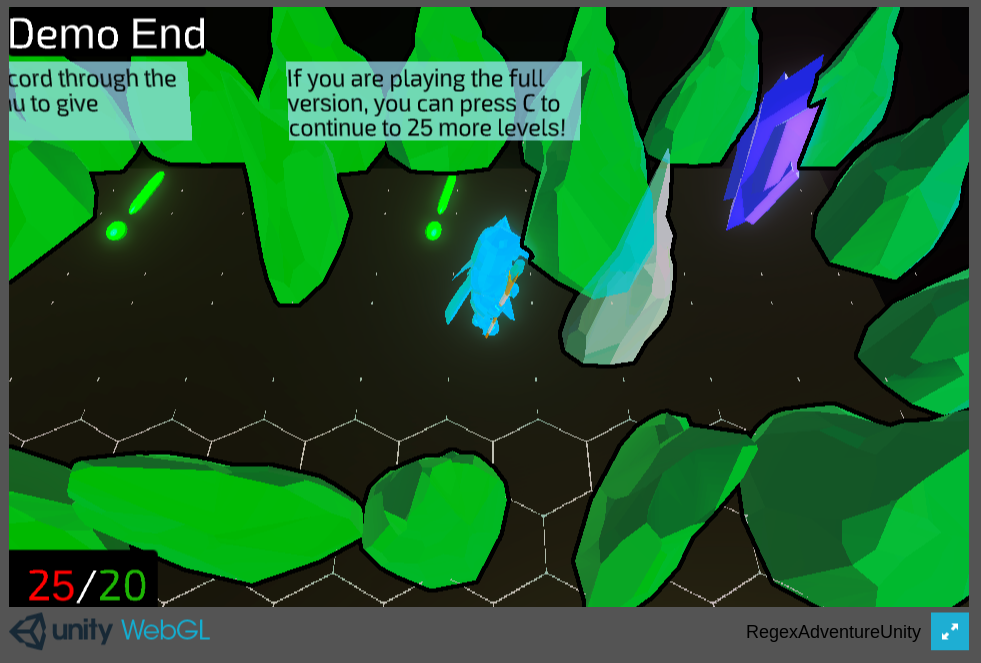 Demo End
cord through the
to give
If you are playing the full
version, you can press C to
continue to 25 more levels!
25/20
unity WebGL
RegexAdventureUnity